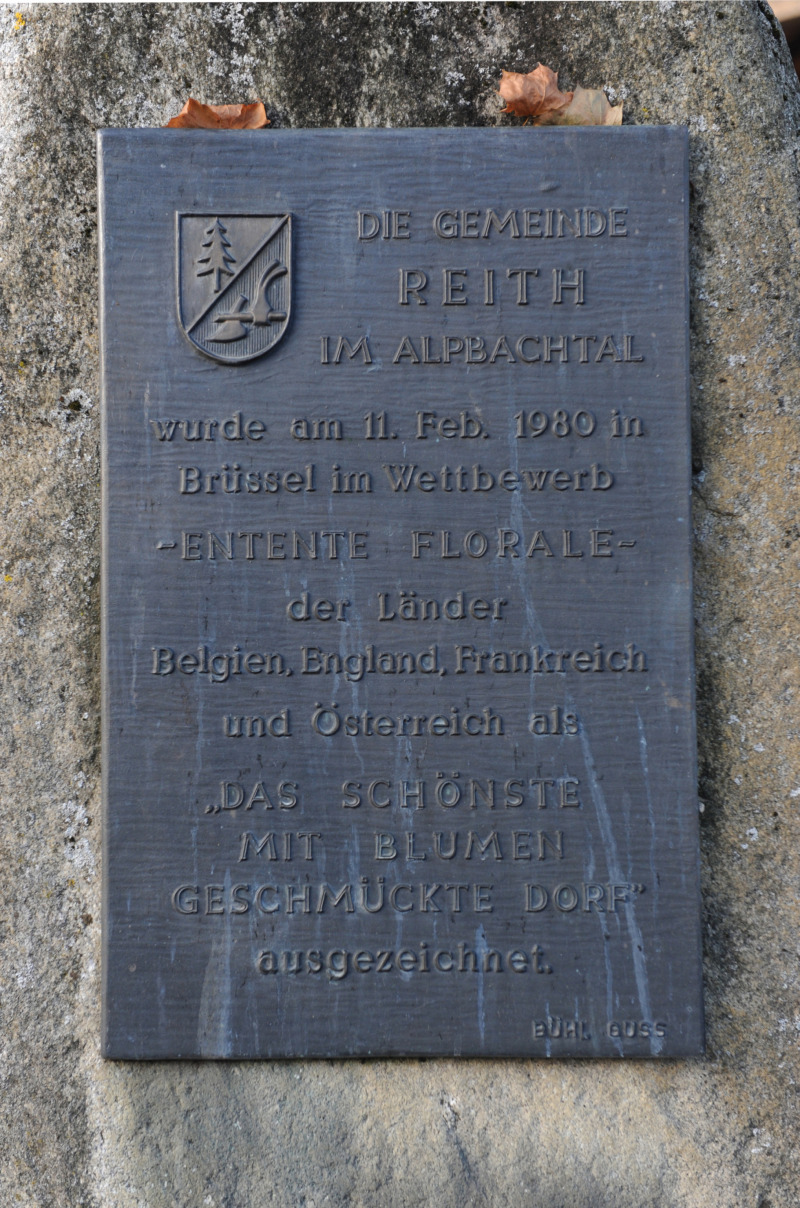 DIE GEMEINDE
REITH
IM ALPBACHTAL
wurde am 11. Feb. 1980 in
Brüssel im Wettbewerb
-ENTENTE FLORALE-
der Länder
Belgien, England, Frankreich
und Österreich als
„DAS SCHÖNSTE
MIT BLUMEN
GESCHMÜCKTE DORF”
ausgezeichnet.
BÜHL GUSS